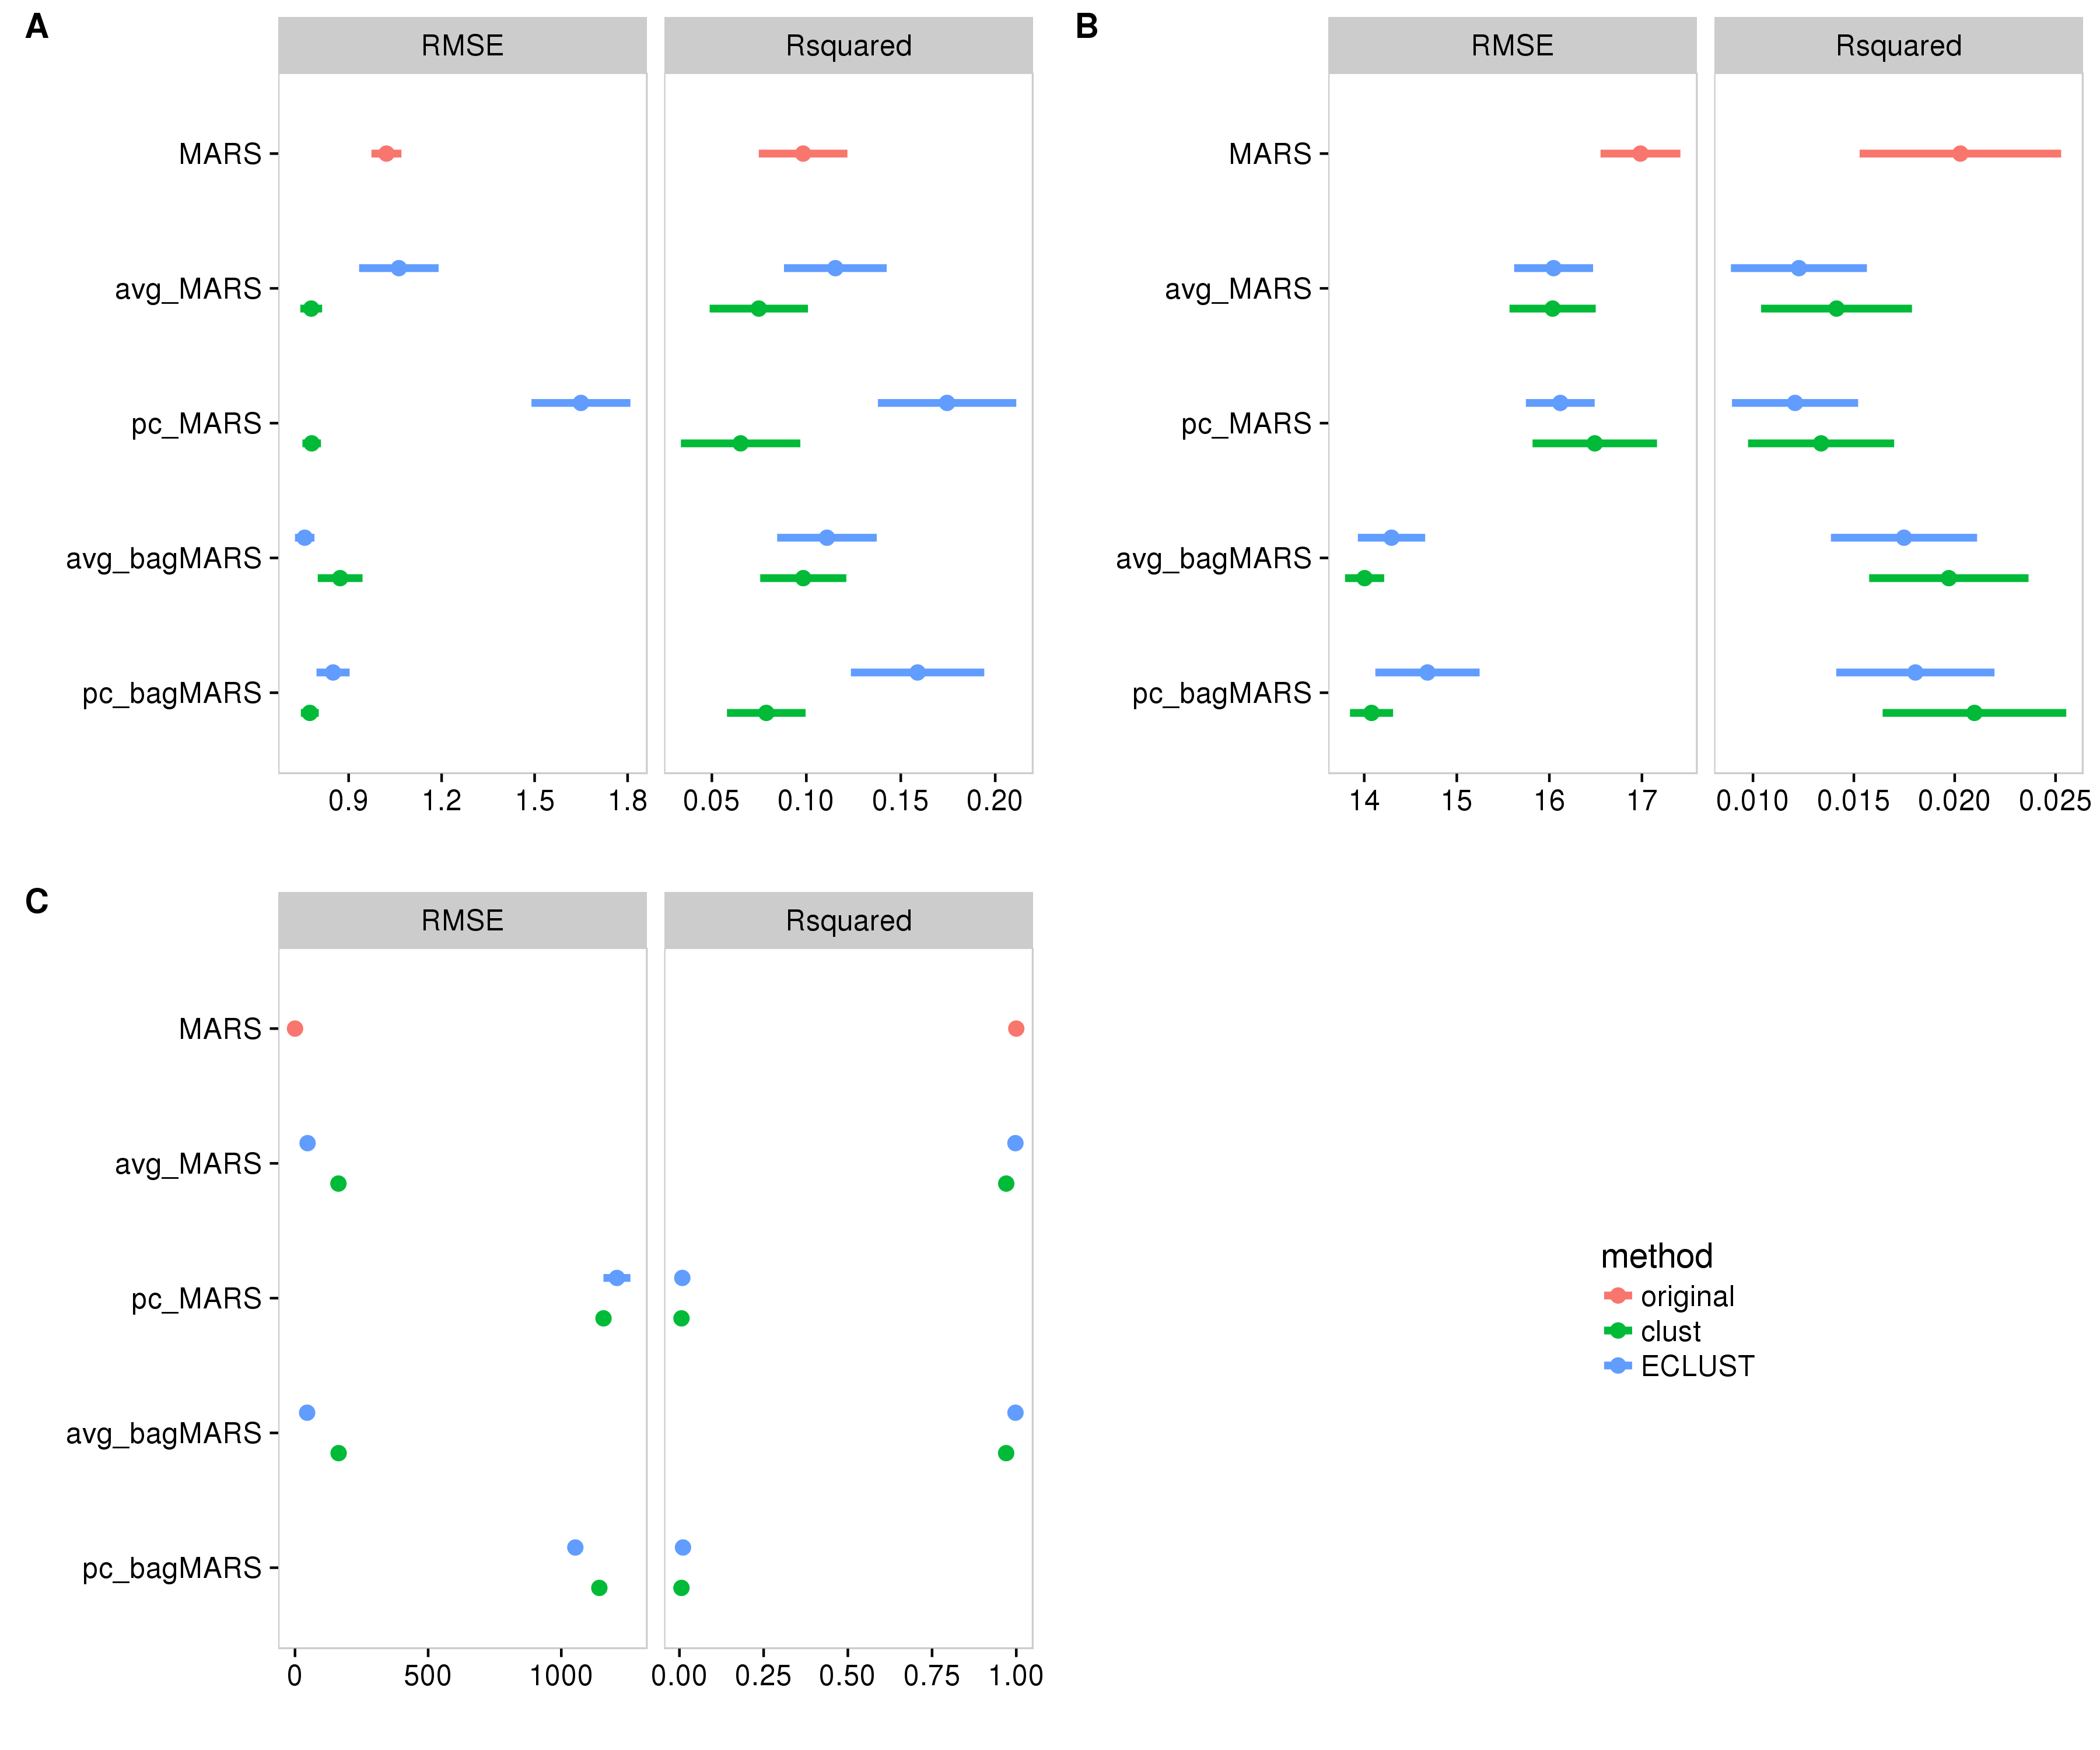 A
RMSE Rsquared
MARS
avg_MARS
pc_MARS
avg_bagMARS
pc_bagMARS
0.9 1.2 1.5 1.8 0.05 0.10 0.15 0.20
B
RMSE Rsquared
MARS
avg_MARS
pc_MARS
avg_bagMARS
pc_bagMARS
14 15 16 17 0.010 0.015 0.020 0.025
C
RMSE Rsquared
MARS
avg_MARS
pc_MARS
avg_bagMARS
pc_bagMARS
0 500 1000 0.00 0.25 0.50 0.75 1.00
method
original
clust
ECLUST